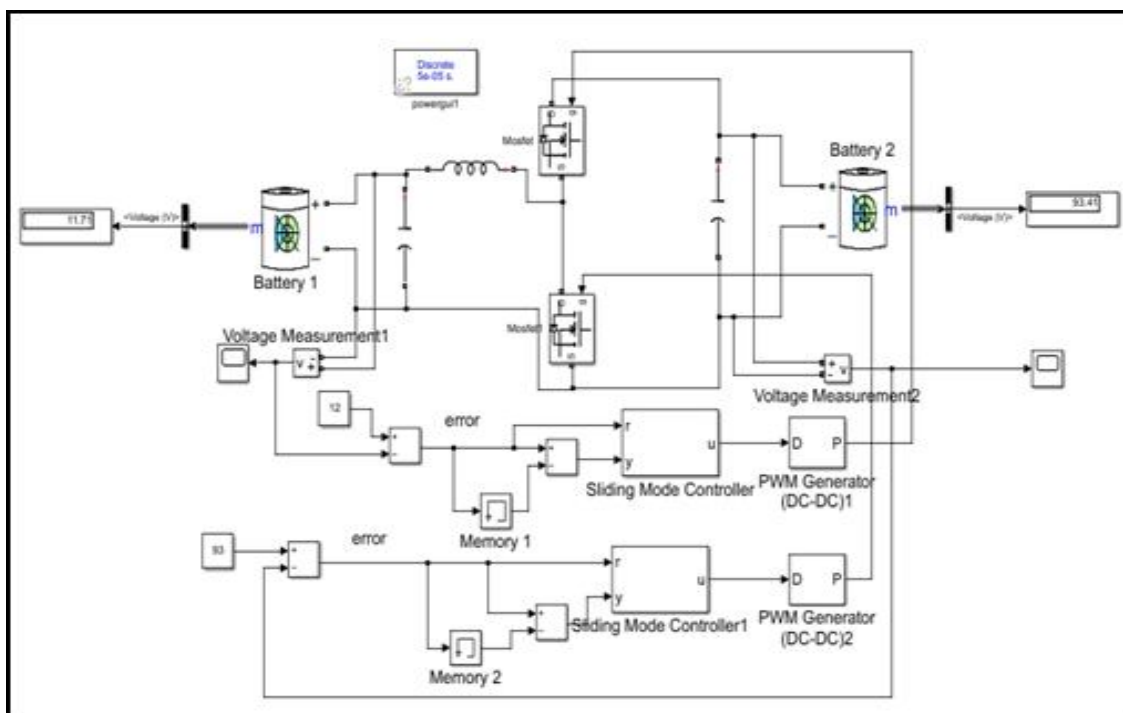 Discrete
5e-05 s.
powergui1
Mosfet
Battery 2
+
11.71
<Voltage (V)>
m
+
–
Battery 1
+
m
–
<Voltage (V)>
93.41
Mosfet1
Voltage Measurement1
v
-
+
+
-
v
Voltage Measurement2
12
+
–
error
r
y
u
Sliding Mode Controller
D
P
PWM Generator
(DC-DC)1
+
–
Memory 1
93
+
–
error
r
y
u
Sliding Mode Controller1
D
P
PWM Generator
(DC-DC)2
+
–
Memory 2